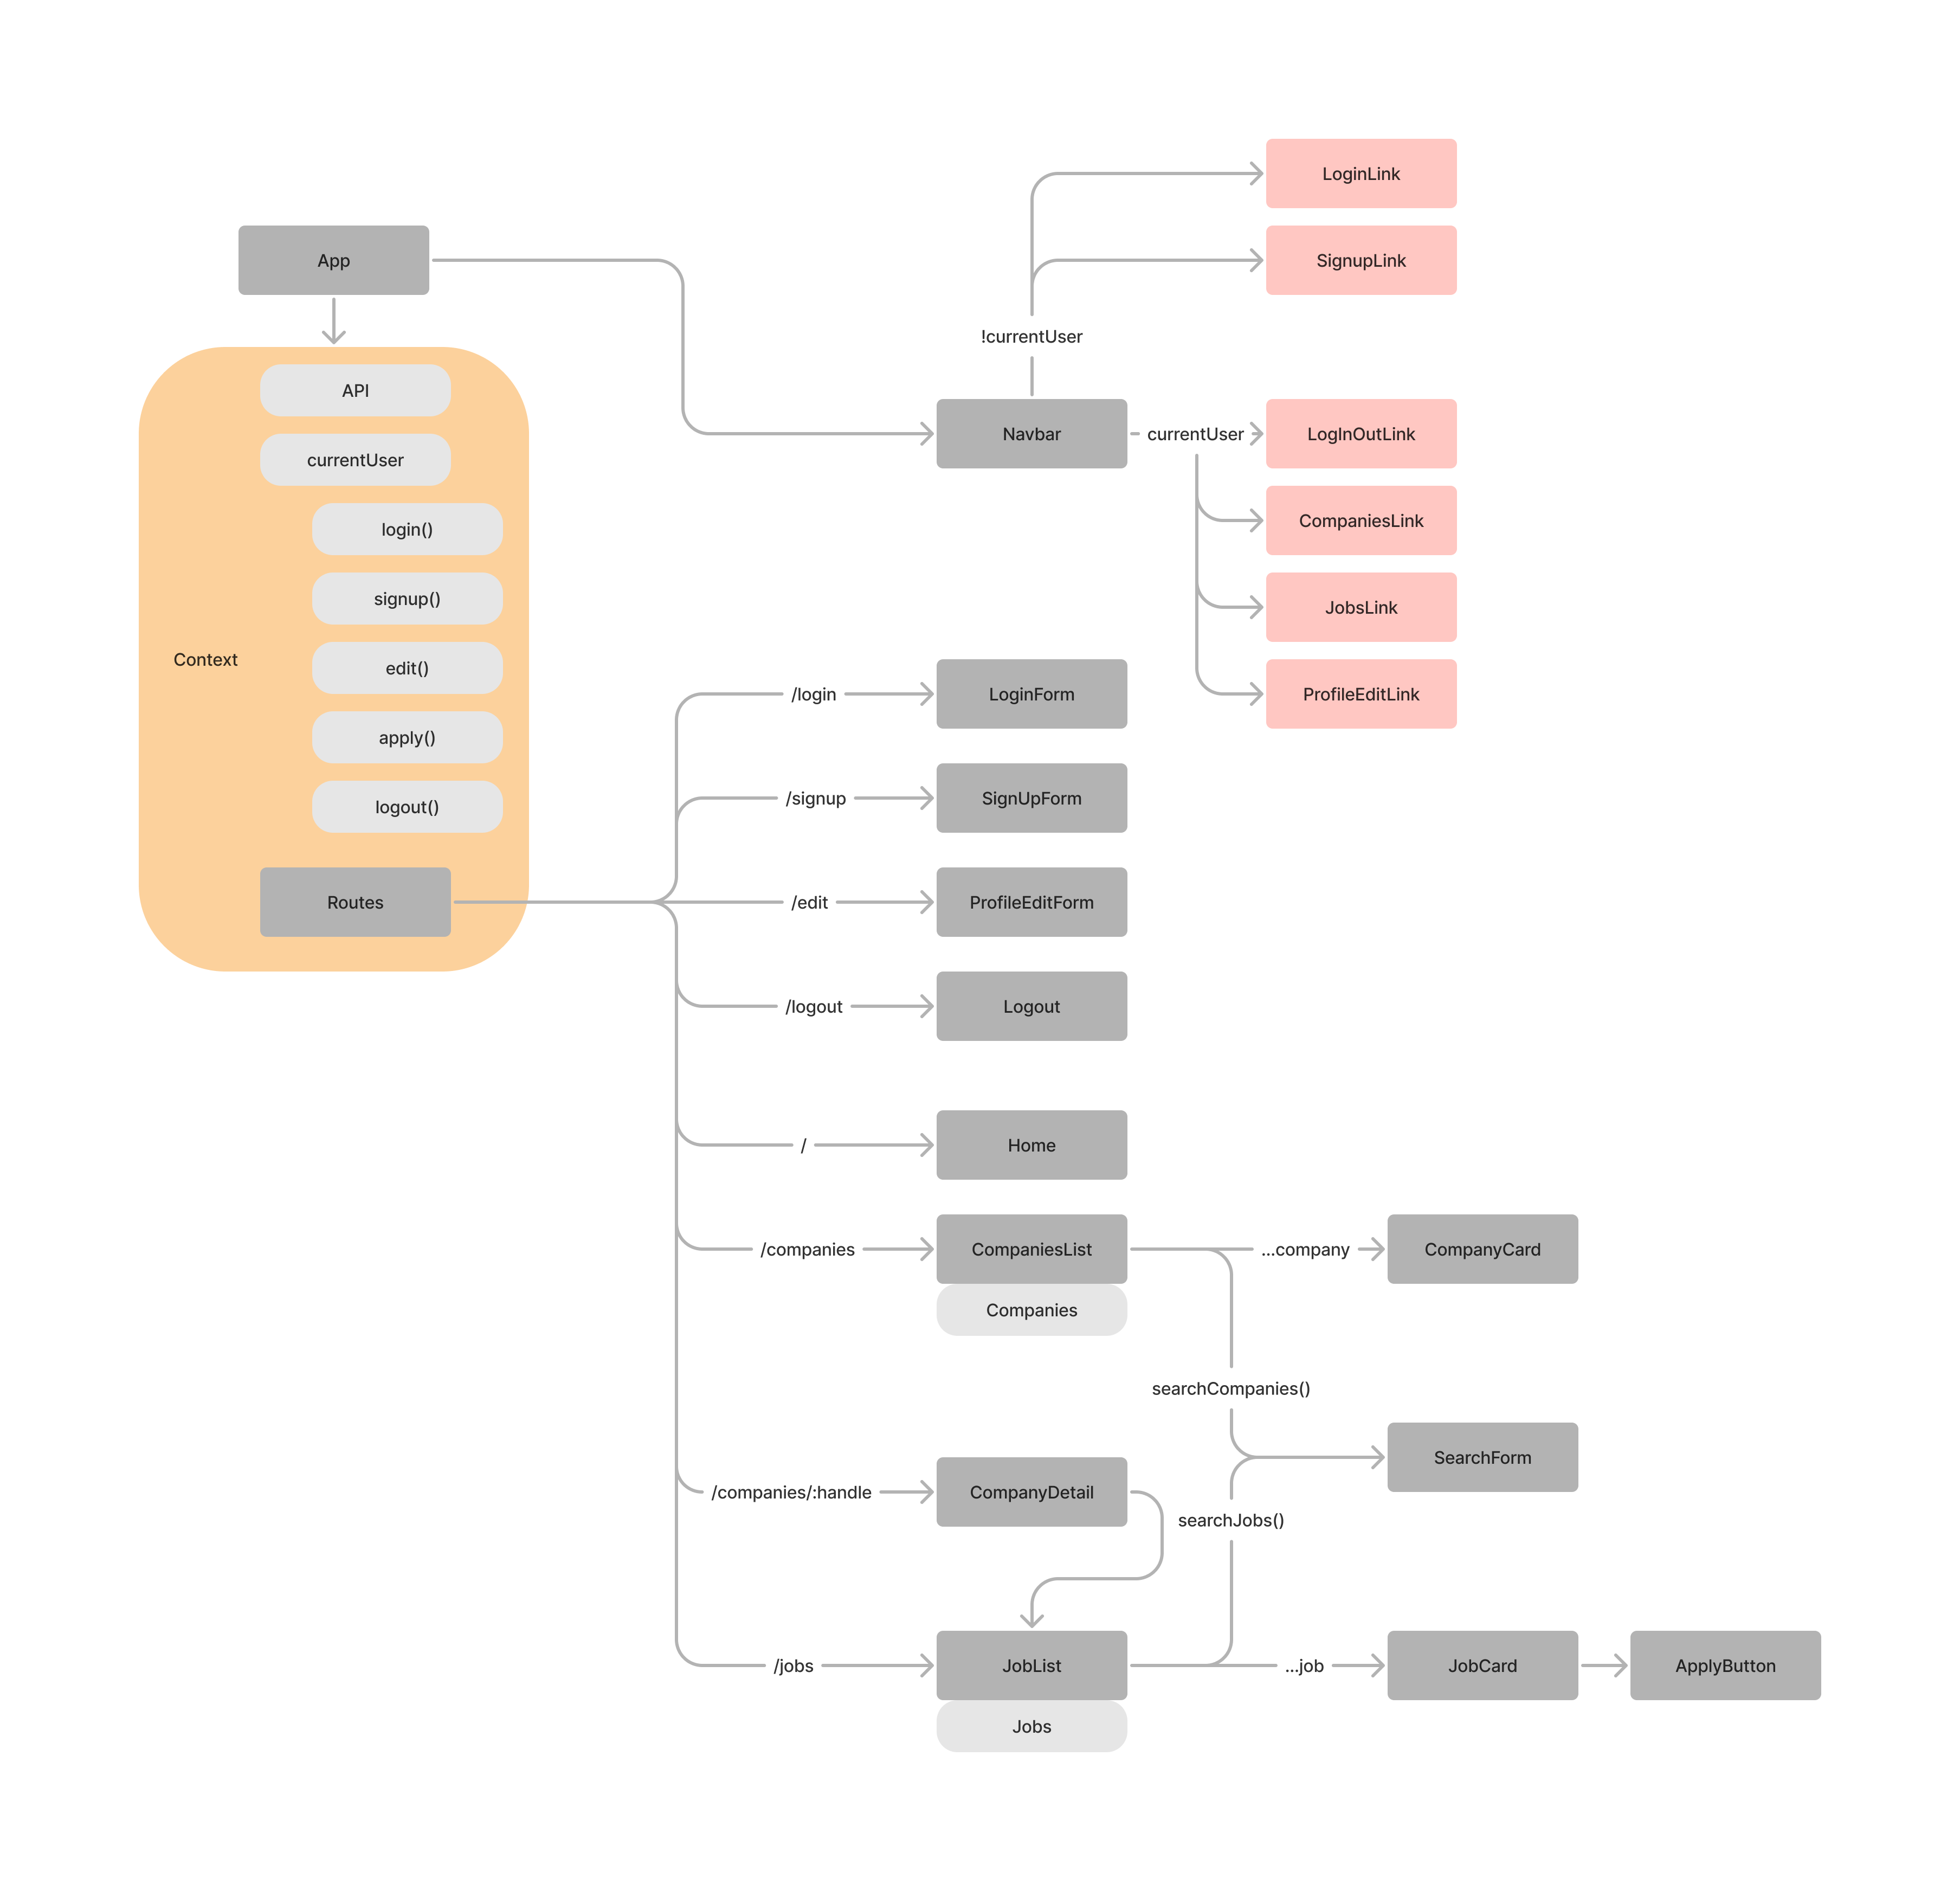 LoginLink
App
SignupLink
!currentUser
API
Navbar
currentUser
LogInOutLink
currentUser
login()
CompaniesLink
signup()
JobsLink
Context
edit()
/login
LoginForm
ProfileEditLink
apply()
logout()
/signup
SignUpForm
Routes
/edit
ProfileEditForm
/logout
Logout
/
Home
/companies
CompaniesList
...company
CompanyCard
Companies
searchCompanies()
SearchForm
/companies/:handle
CompanyDetail
searchJobs()
/jobs
JobList
...job
JobCard
ApplyButton
Jobs